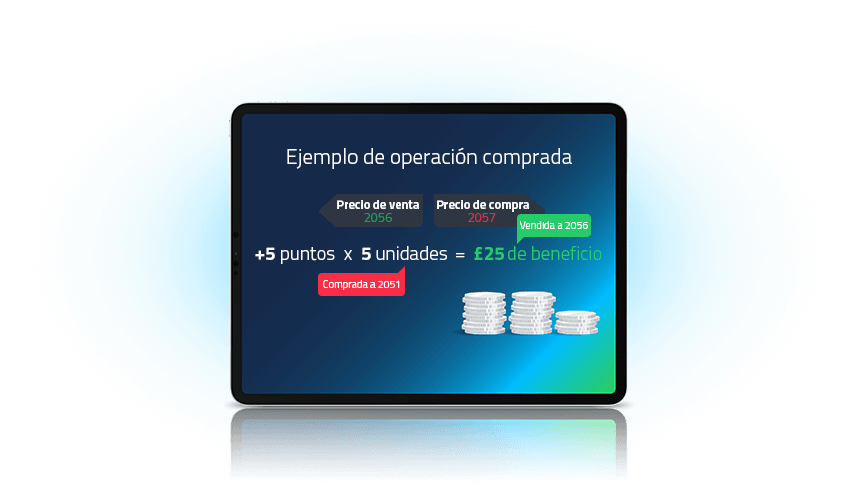 Ejemplo de operación comprada
Precio de venta
2056
Precio de compra
2057
Vendida a 2056
+5 puntos x 5 unidades = £25 de beneficio
Comprada a 2051